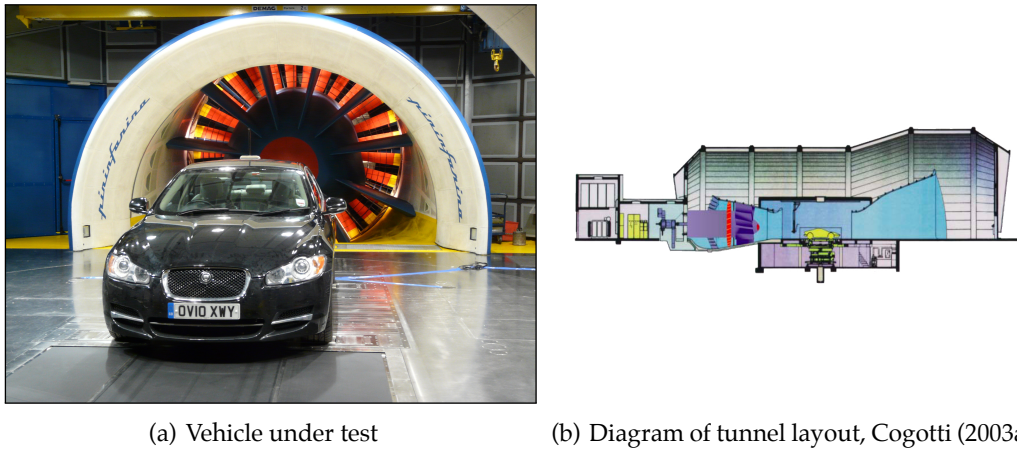 DEMAG
pininfarina
pininfarina
OV10 XWY
(a) Vehicle under test
(b) Diagram of tunnel layout, Cogotti (2003a